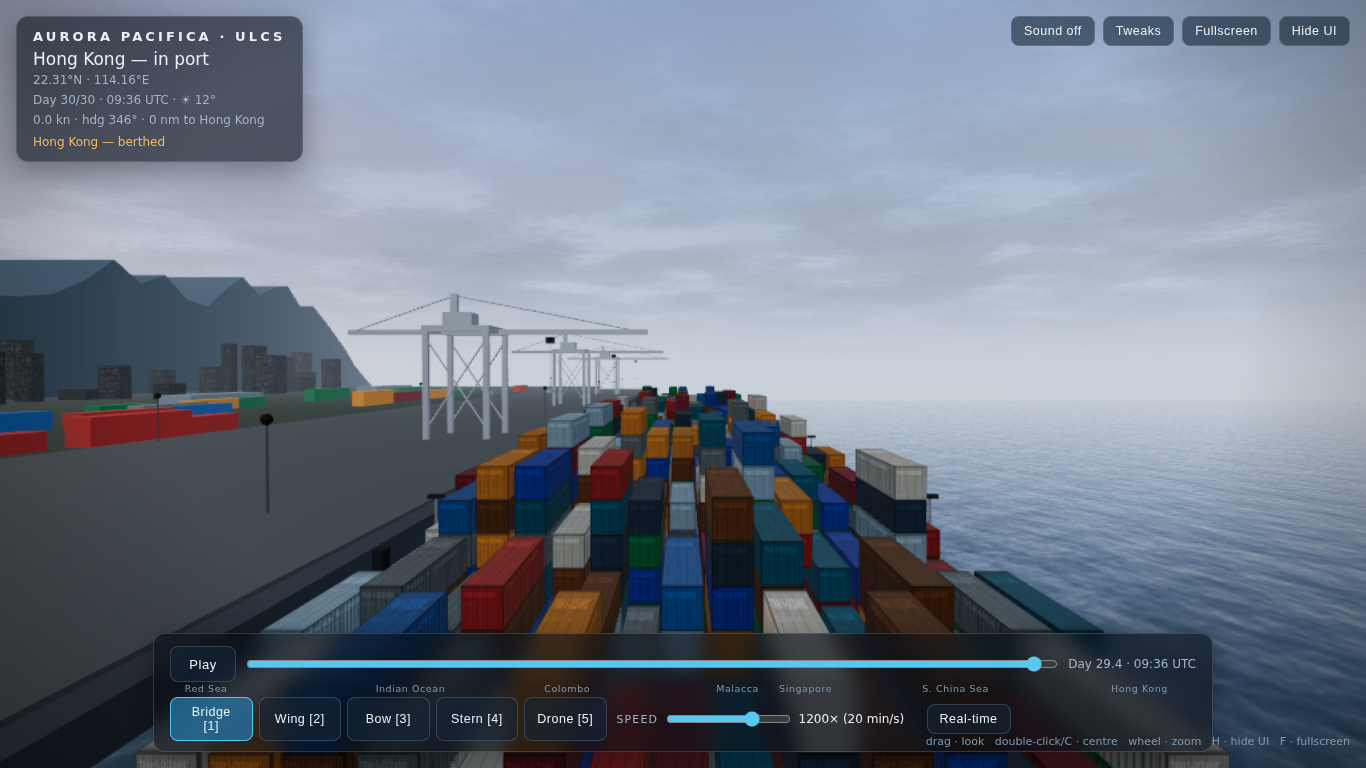 AURORA PACIFICA · ULCS
Hong Kong — in port
22.31°N · 114.16°E
Day 30/30 · 09:36 UTC · ☀ 12°
0.0 kn · hdg 346° · 0 nm to Hong Kong
Hong Kong — berthed
Sound off
Tweaks
Fullscreen
Hide UI
Play
Day 29.4 · 09:36 UTC
Red Sea
Indian Ocean
Colombo
Malacca
Singapore
S. China Sea
Hong Kong
Bridge
[1]
Wing [2]
Bow [3]
Stern [4]
Drone [5]
SPEED
1200× (20 min/s)
Real-time
drag · look double-click/C · centre wheel · zoom H · hide UI F · fullscreen